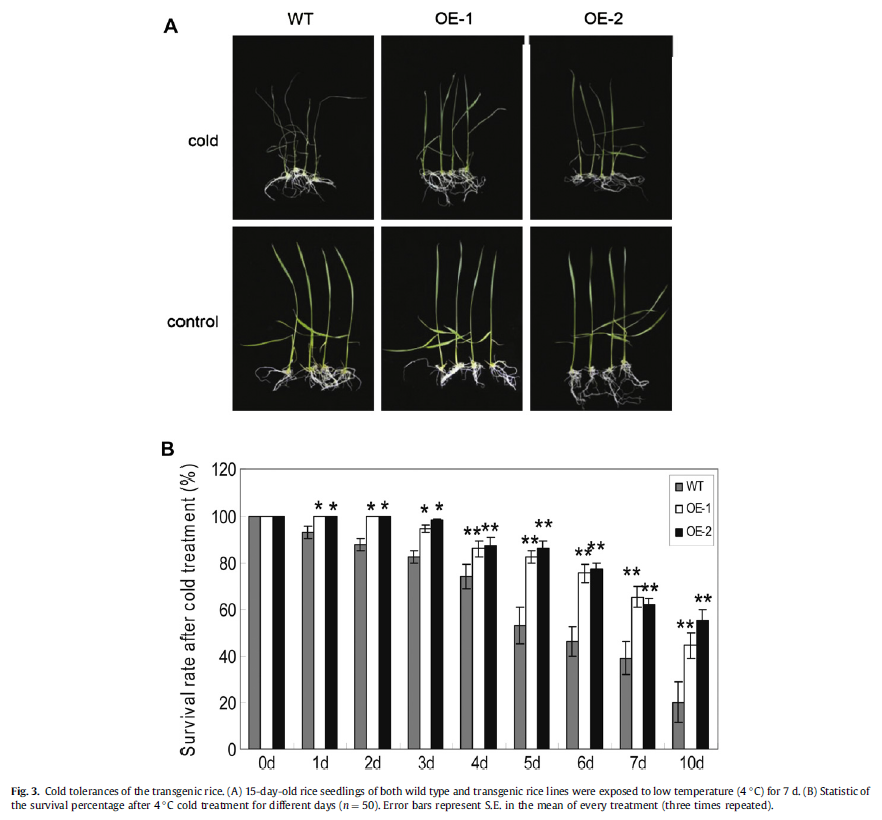 A
WT OE-1 OE-2
cold
control
B
Survival rate after cold treatment (%)
120
100
80
60
40
20
0
* * * * * * ** ** ** ** ** ** ** ** ** **
WT
OE-1
OE-2
0d 1d 2d 3d 4d 5d 6d 7d 10d
Fig. 3. Cold tolerances of the transgenic rice. (A) 15-day-old rice seedlings of both wild type and transgenic rice lines were exposed to low temperature (4 °C) for 7 d. (B) Statistic of
the survival percentage after 4 °C cold treatment for different days (n = 50). Error bars represent S.E. in the mean of every treatment (three times repeated).